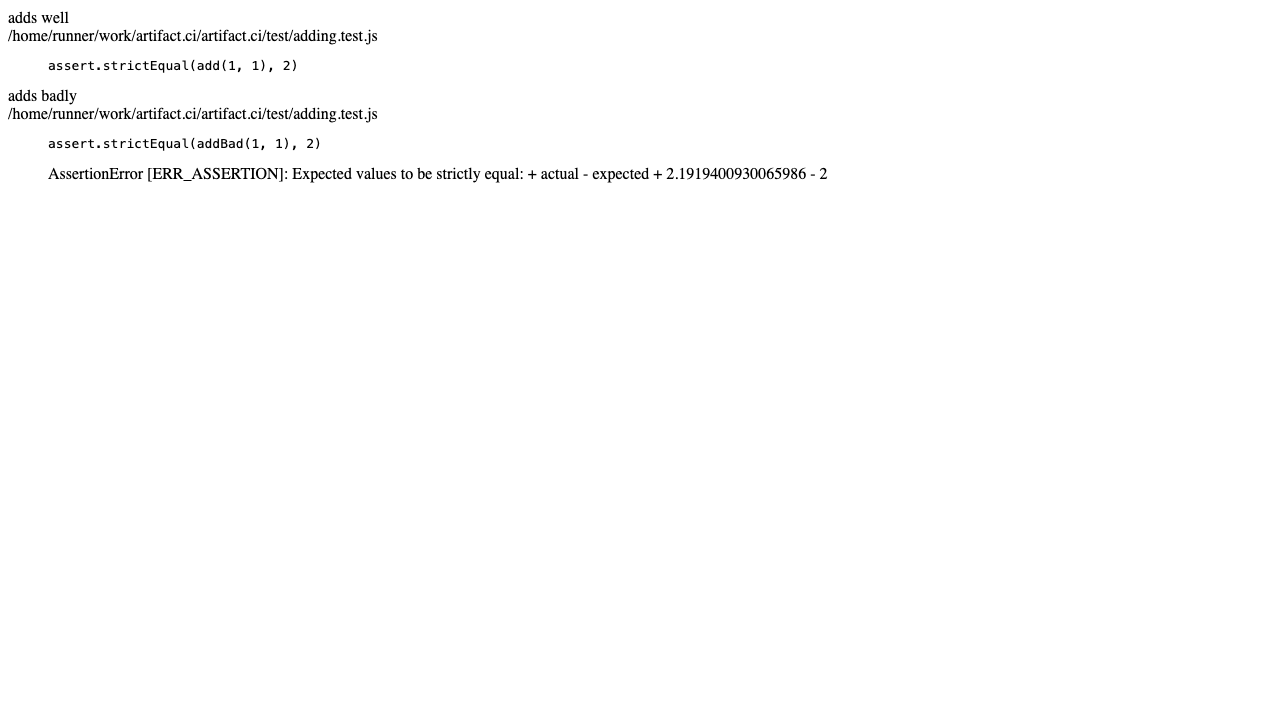 adds well
/home/runner/work/artifact.ci/artifact.ci/test/adding.test.js
assert.strictEqual(add(1, 1), 2)
adds badly
/home/runner/work/artifact.ci/artifact.ci/test/adding.test.js
assert.strictEqual(addBad(1, 1), 2)
AssertionError [ERR_ASSERTION]: Expected values to be strictly equal: + actual - expected + 2.1919400930065986 - 2